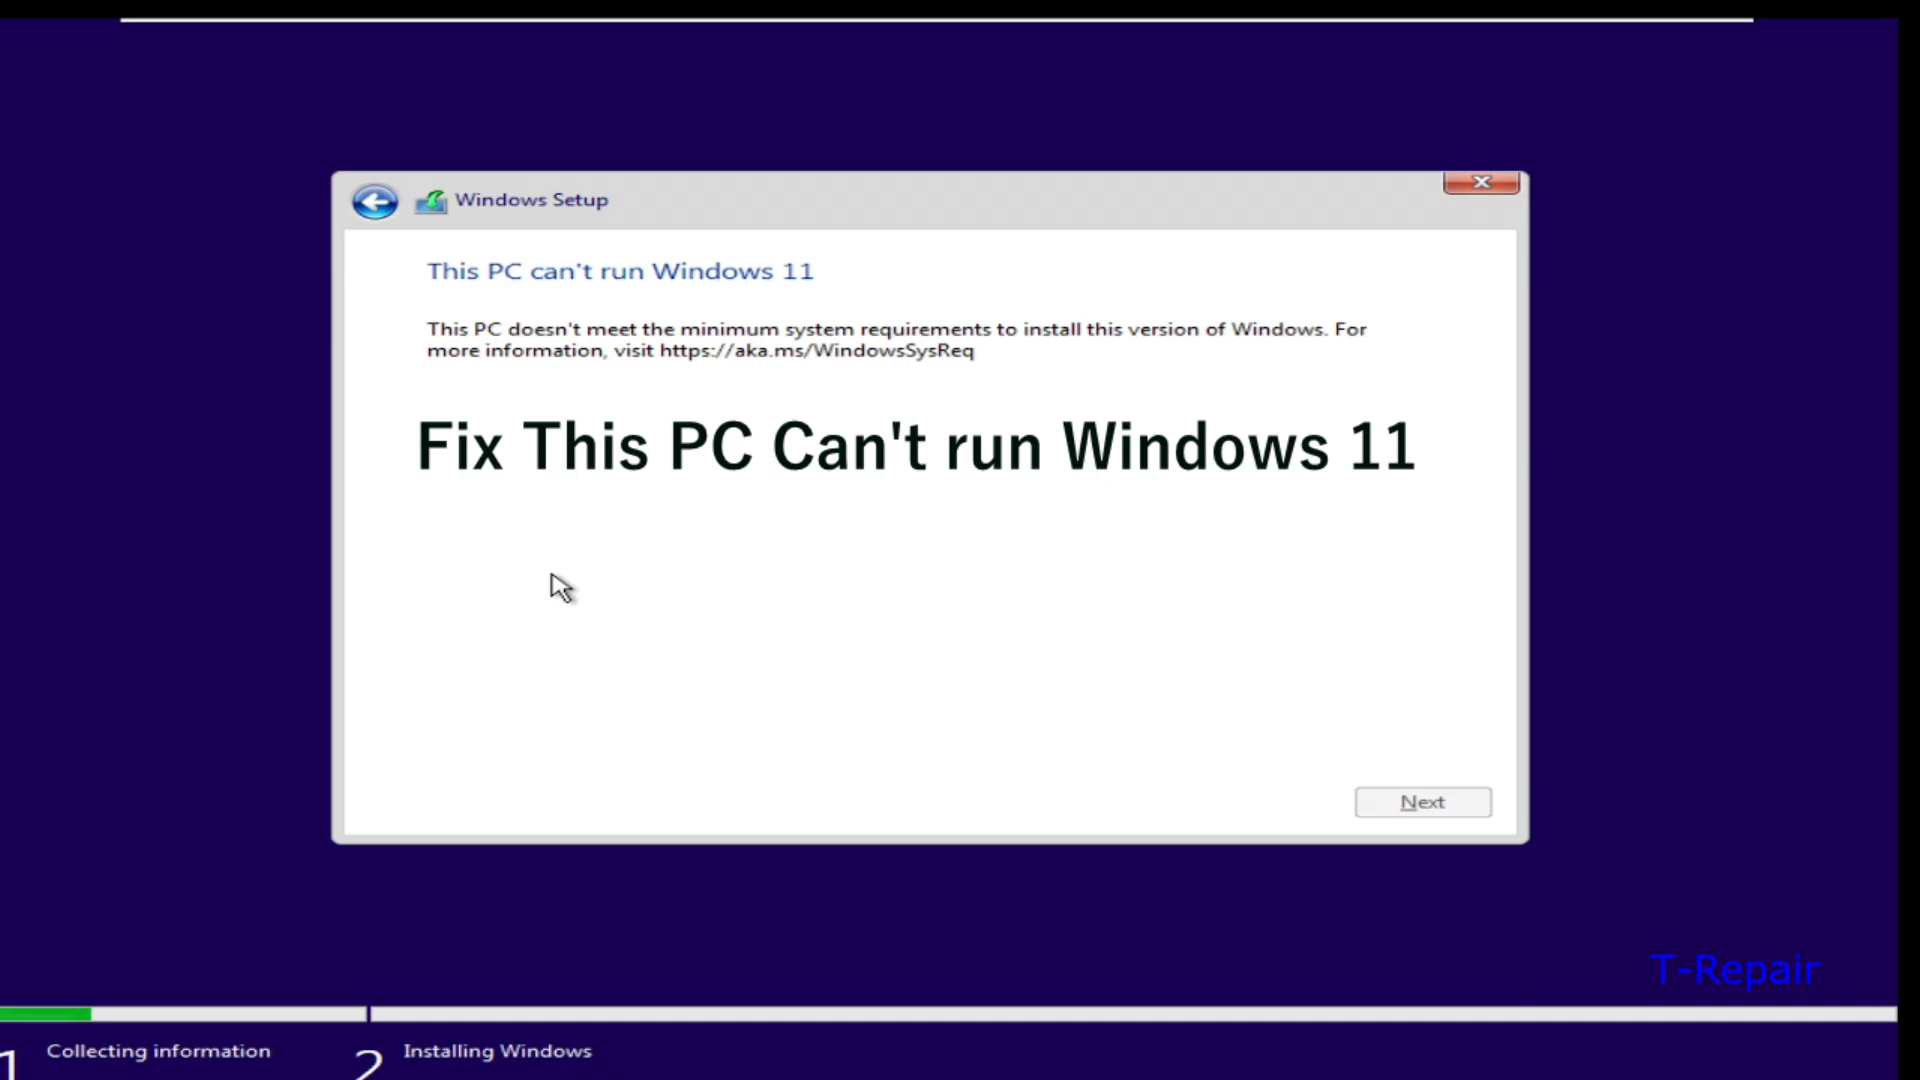 Windows Setup
This PC can't run Windows 11
This PC doesn't meet the minimum system requirements to install this version of Windows. For
more information, visit https://aka.ms/WindowsSysReq
Fix This PC Can't run Windows 11
Next
T-Repair
1 Collecting information 2 Installing Windows